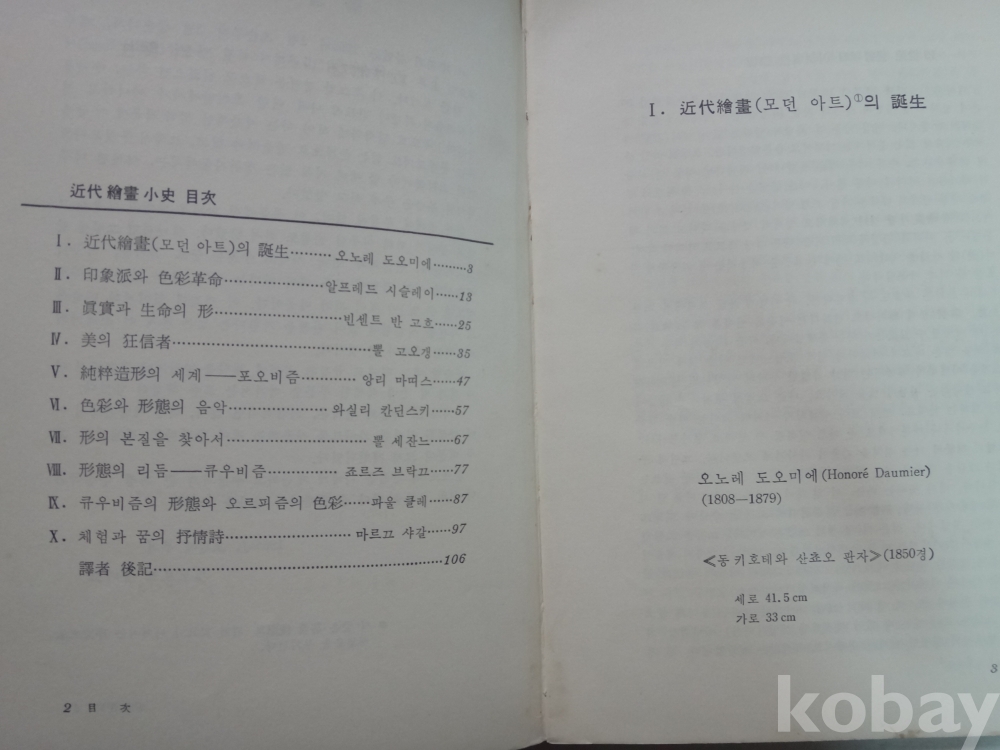 近代繪畫小史 目次
Ⅰ. 近代繪畫(모던 아트)의 誕生………오노레 도오미에………3
Ⅱ. 印象派와 色彩革命………………알프레드 시슬레이……13
Ⅲ. 眞實과 生命의 形……………………빈센트 반 고호……25
Ⅳ. 美의 狂信者………………………………뽈 고오갱……35
Ⅴ. 純粹造形의 세계——포오비즘…………앙리 마띠스……47
Ⅵ. 色彩와 形態의 음악………………와실리 칸딘스키……57
Ⅶ. 形의 본질을 찾아서……………………뽈 세잔느……67
Ⅷ. 形態의 리듬——큐우비즘……………죠르즈 브락끄……77
Ⅸ. 큐우비즘의 形態와 오르피즘의 色彩……파울 클레……87
Ⅹ. 체험과 꿈의 抒情詩…………………마르끄 샤갈……97
譯者 後記…………………………………………106
2 目 次
Ⅰ. 近代繪畫(모던 아트)①의 誕生
오노레 도오미에(Honoré Daumier)
(1808—1879)
≪동키호테와 산쵸오 판자≫(1850경)
세로 41.5cm
가로 33cm
3
kobay